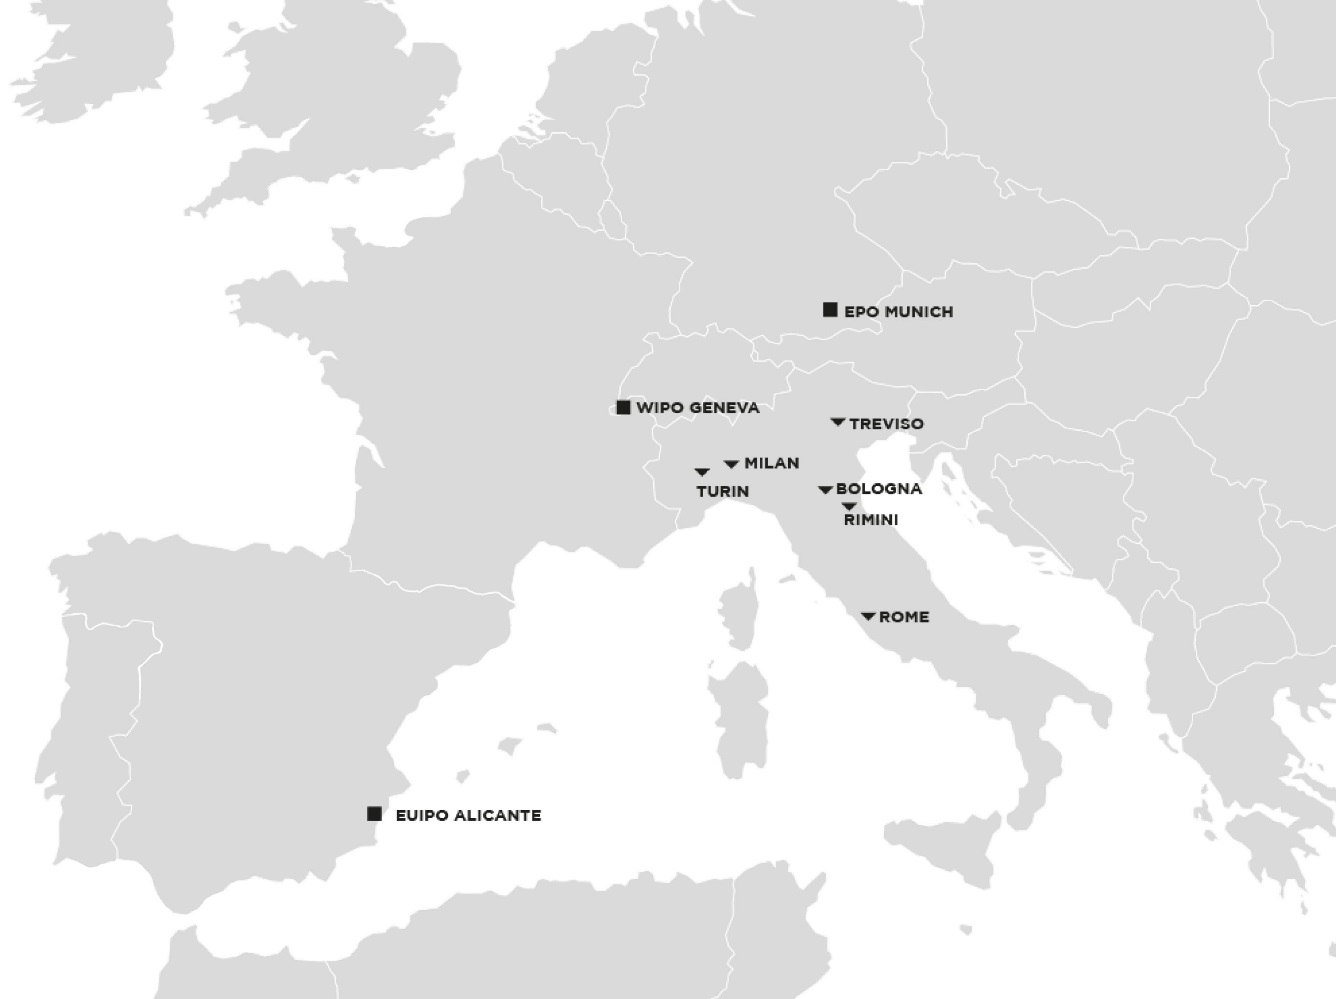 EPO MUNICH
WIPO GENEVA
TREVISO
MILAN
TURIN
BOLOGNA
RIMINI
ROME
EUIPO ALICANTE